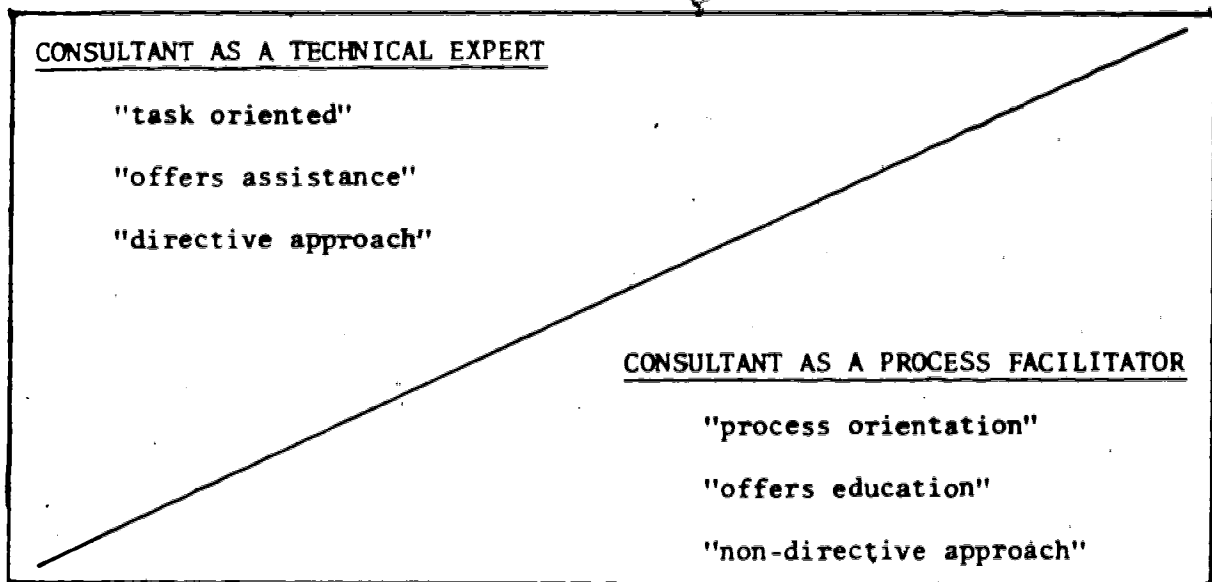 CONSULTANT AS A TECHNICAL EXPERT
"task oriented"
"offers assistance"
"directive approach"
CONSULTANT AS A PROCESS FACILITATOR
"process orientation"
"offers education"
"non-directive approach"